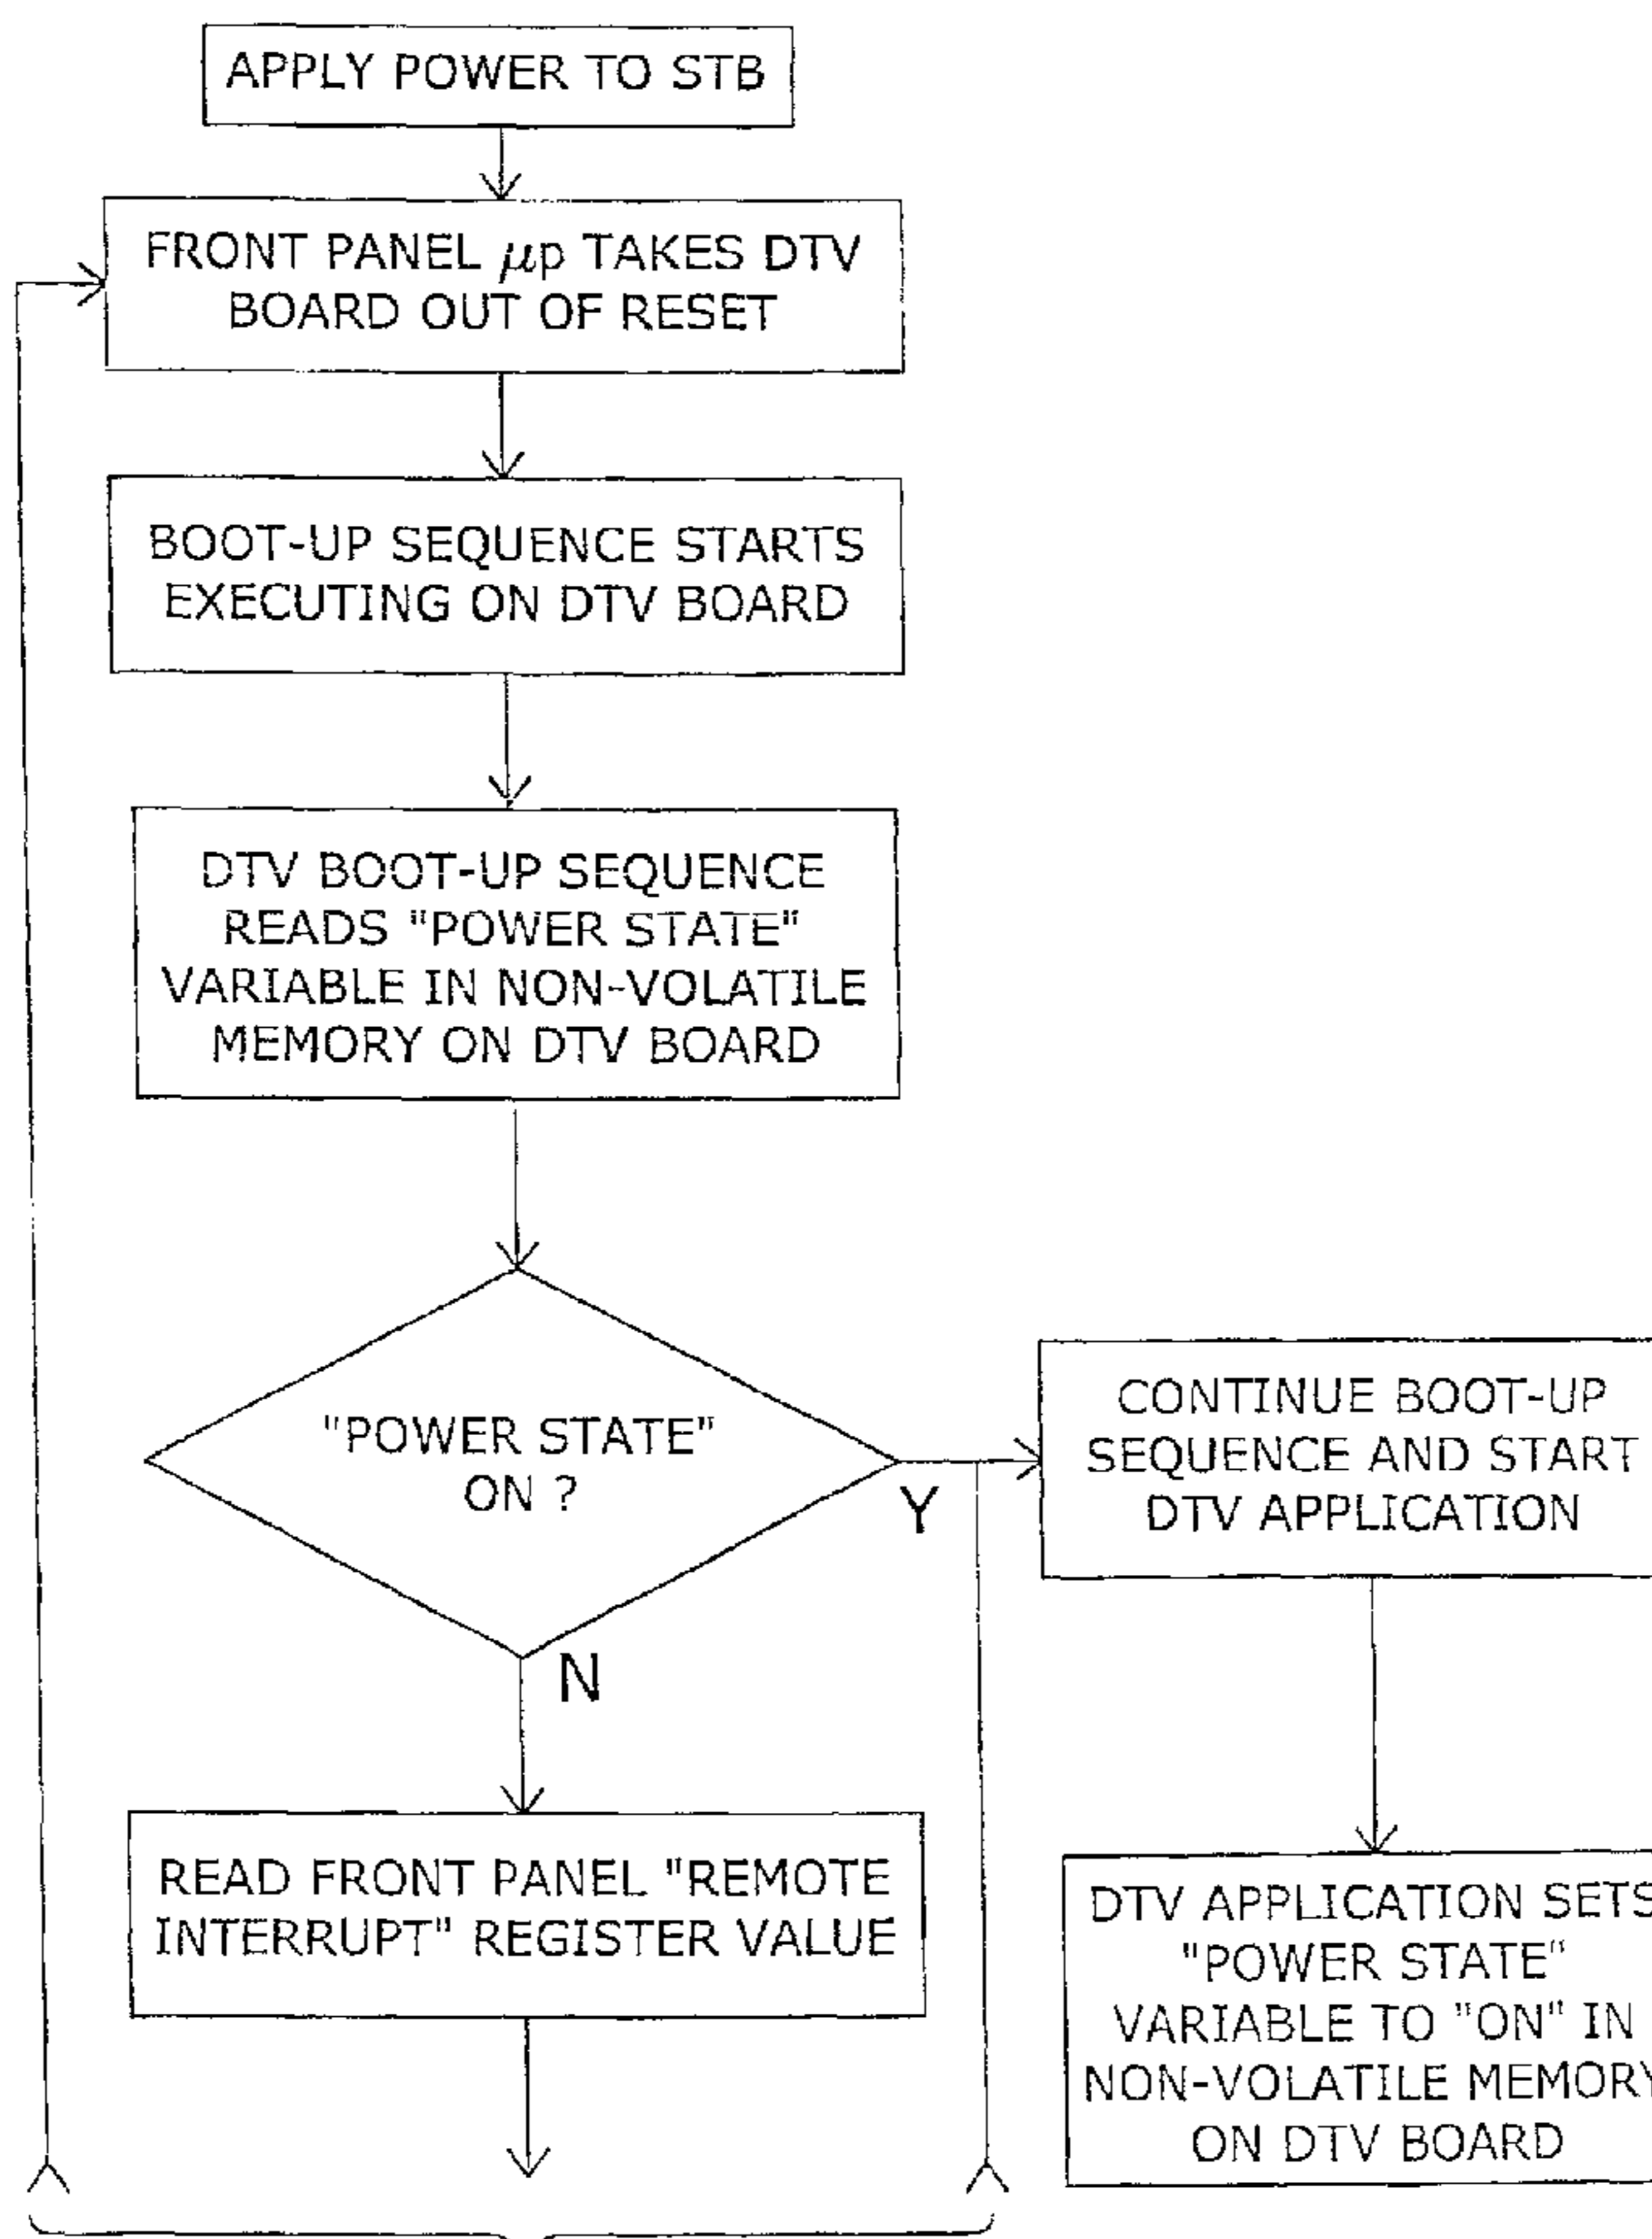 APPLY POWER TO STB
FRONT PANEL μp TAKES DTV
BOARD OUT OF RESET
BOOT-UP SEQUENCE STARTS
EXECUTING ON DTV BOARD
DTV BOOT-UP SEQUENCE
READS "POWER STATE"
VARIABLE IN NON-VOLATILE
MEMORY ON DTV BOARD
"POWER STATE"
ON ?
Y
N
CONTINUE BOOT-UP
SEQUENCE AND START
DTV APPLICATION
READ FRONT PANEL "REMOTE
INTERRUPT" REGISTER VALUE
DTV APPLICATION SETS
"POWER STATE"
VARIABLE TO "ON" IN
NON-VOLATILE MEMORY
ON DTV BOARD